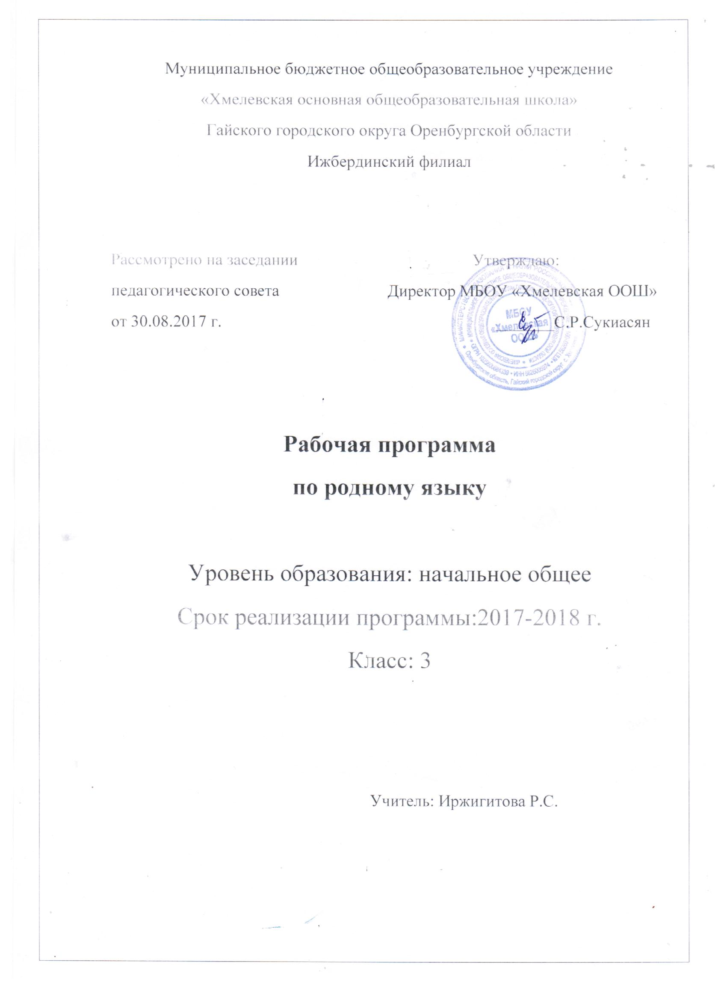 Муниципальное бюджетное общеобразовательное учреждение
«Хмелевская основная общеобразовательная школа»
Гайского городского округа Оренбургской области
Ижбердинский филиал
Рассмотрено на заседании
педагогического совета
от 30.08.2017 г.
Утверждаю:
Директор МБОУ «Хмелевская ООШ»
С.Р.Сукиасян
МБОУ
«Хмелевская
ООШ»
Рабочая программа
по родному языку
Уровень образования: начальное общее
Срок реализации программы:2017-2018 г.
Класс: 3
Учитель: Иржигитова Р.С.